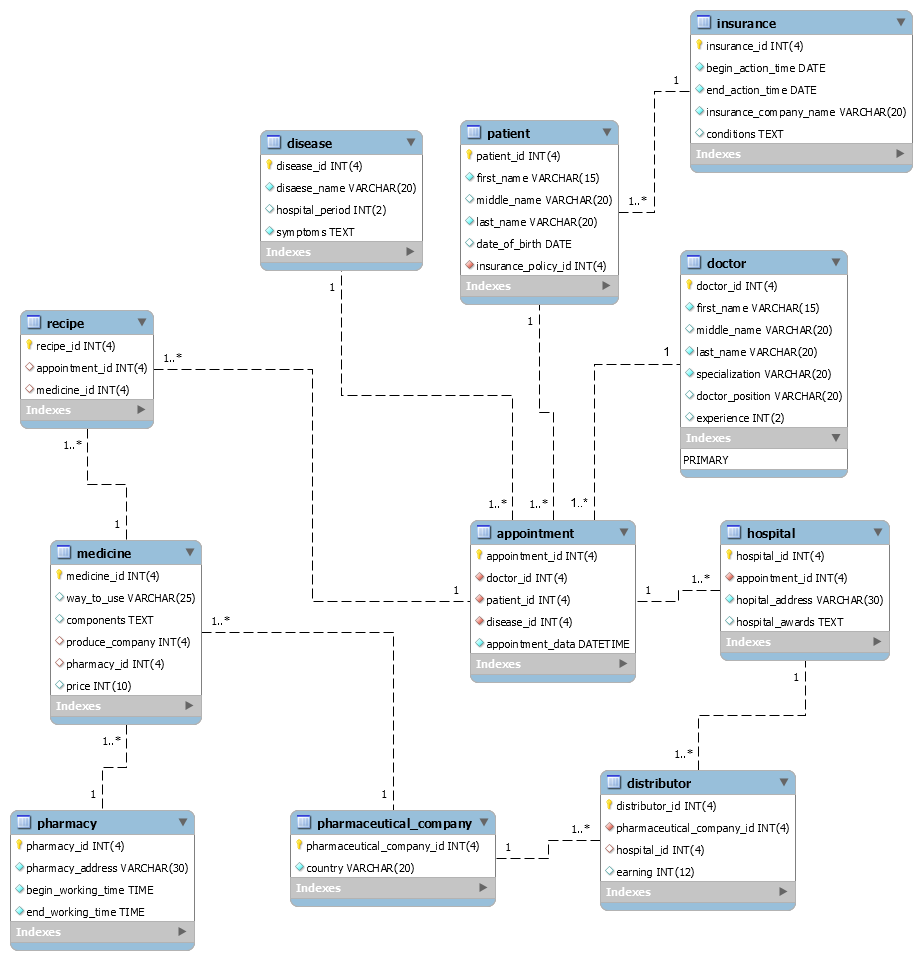 insurance
insurance_id INT(4)
begin_action_time DATE
end_action_time DATE
insurance_company_name VARCHAR(20)
conditions TEXT
Indexes
1
1..*
disease
disease_id INT(4)
disaese_name VARCHAR(20)
hospital_period INT(2)
symptoms TEXT
Indexes
1
patient
patient_id INT(4)
first_name VARCHAR(15)
middle_name VARCHAR(20)
last_name VARCHAR(20)
date_of_birth DATE
insurance_policy_id INT(4)
Indexes
1
doctor
doctor_id INT(4)
first_name VARCHAR(15)
middle_name VARCHAR(20)
last_name VARCHAR(20)
specialization VARCHAR(20)
doctor_position VARCHAR(20)
experience INT(2)
Indexes
PRIMARY
1
recipe
recipe_id INT(4)
appointment_id INT(4)
medicine_id INT(4)
Indexes
1..*
1..*
1
1..*
1..*
1..*
appointment
appointment_id INT(4)
doctor_id INT(4)
patient_id INT(4)
disease_id INT(4)
appointment_data DATETIME
Indexes
1
1
1..*
hospital
hospital_id INT(4)
appointment_id INT(4)
hopital_address VARCHAR(30)
hospital_awards TEXT
Indexes
1
1..*
medicine
medicine_id INT(4)
way_to_use VARCHAR(25)
components TEXT
produce_company INT(4)
pharmacy_id INT(4)
price INT(10)
Indexes
1..*
1..*
1
1
pharmacy
pharmacy_id INT(4)
pharmacy_address VARCHAR(30)
begin_working_time TIME
end_working_time TIME
Indexes
pharmaceutical_company
pharmaceutical_company_id INT(4)
country VARCHAR(20)
Indexes
1
1..*
distributor
distributor_id INT(4)
pharmaceutical_company_id INT(4)
hospital_id INT(4)
earning INT(12)
Indexes